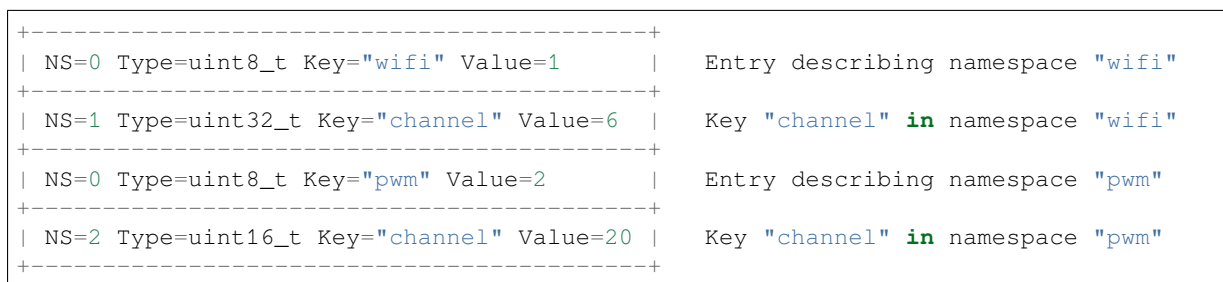 +-------------------------------------------+
| NS=0 Type=uint8_t Key="wifi" Value=1      |   Entry describing namespace "wifi"
+-------------------------------------------+
| NS=1 Type=uint32_t Key="channel" Value=6  |   Key "channel" in namespace "wifi"
+-------------------------------------------+
| NS=0 Type=uint8_t Key="pwm" Value=2       |   Entry describing namespace "pwm"
+-------------------------------------------+
| NS=2 Type=uint16_t Key="channel" Value=20 |   Key "channel" in namespace "pwm"
+-------------------------------------------+